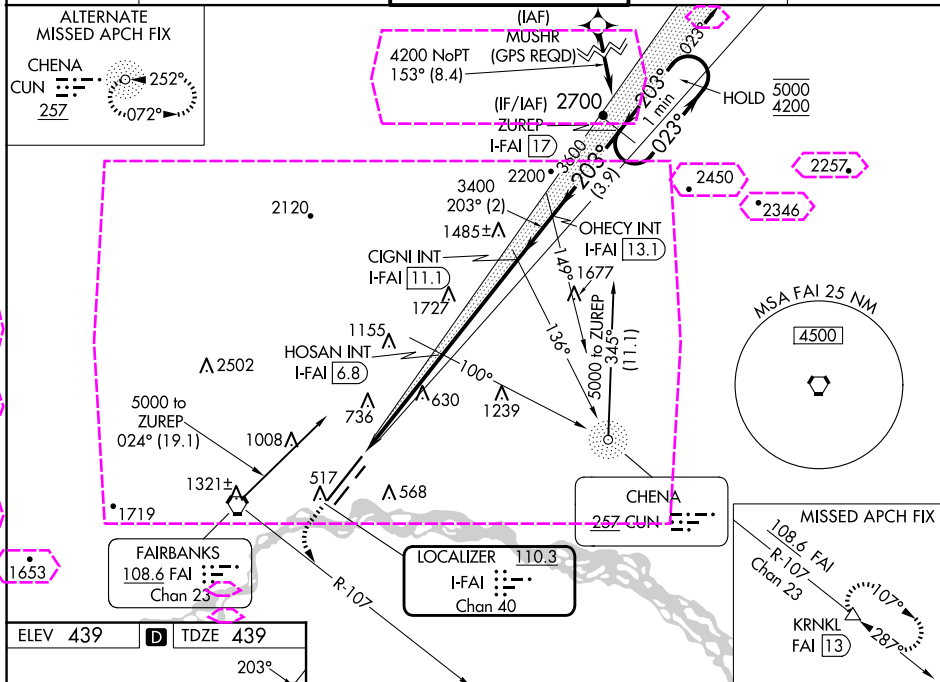 ALTERNATE
MISSED APCH FIX
CHENA
CUN
257
252°
072°
(IAF)
MUSHR
(GPS REQD)
4200 NoPT
153° (8.4)
023°
(IF/IAF)
2700
ZUREP
I-FAI 17
203°
1 min
023°
HOLD
5000
4200
3600
2200
203°
(3.9)
2450
2257
2346
3400
203° (2)
2120
1485±
OHECY INT
I-FAI 13.1
CIGNI INT
I-FAI 11.1
149°
1677
1727
MSA FAI 25 NM
4500
1155
136°
5000 to ZUREP
345°
(11.1)
HOSAN INT
I-FAI 6.8
100°
2502
630
1239
736
5000 to
ZUREP
024° (19.1)
1008
1321±
517
568
1719
CHENA
257 CUN
MISSED APCH FIX
FAIRBANKS
108.6 FAI
Chan 23
1653
LOCALIZER 110.3
I-FAI
Chan 40
R-107
108.6 FAI
R-107
Chan 23
107°
KRNKL
FAI 13
287°
ELEV 439
D
TDZE 439
203°